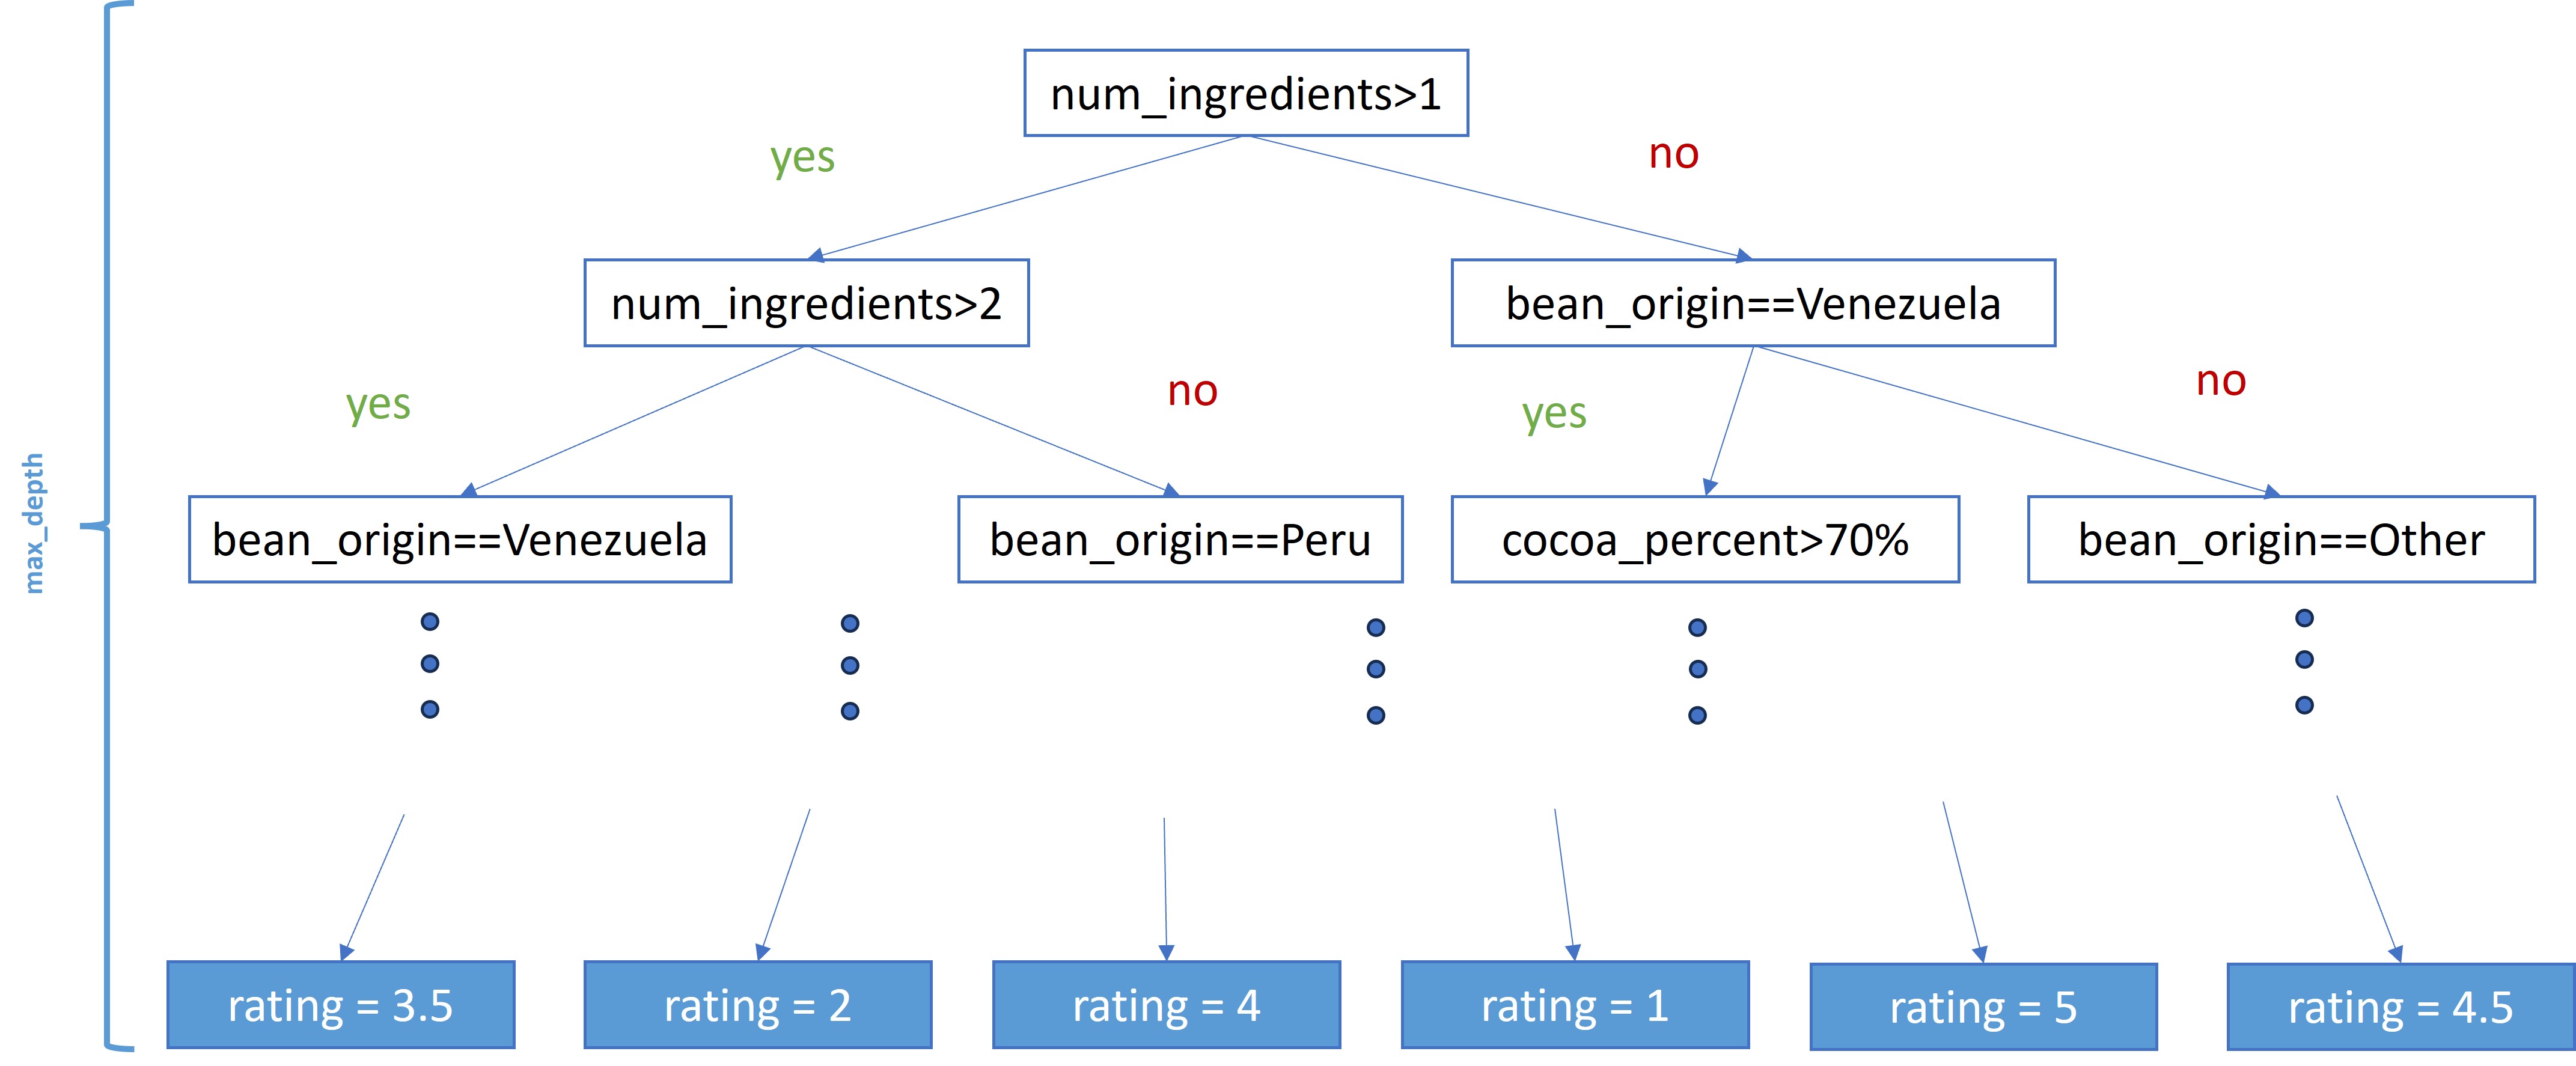 num_ingredients>1
yes
no
num_ingredients>2
bean_origin==Venezuela
yes
no
yes
no
bean_origin==Venezuela
bean_origin==Peru
cocoa_percent>70%
bean_origin==Other
max_depth
rating = 3.5
rating = 2
rating = 4
rating = 1
rating = 5
rating = 4.5